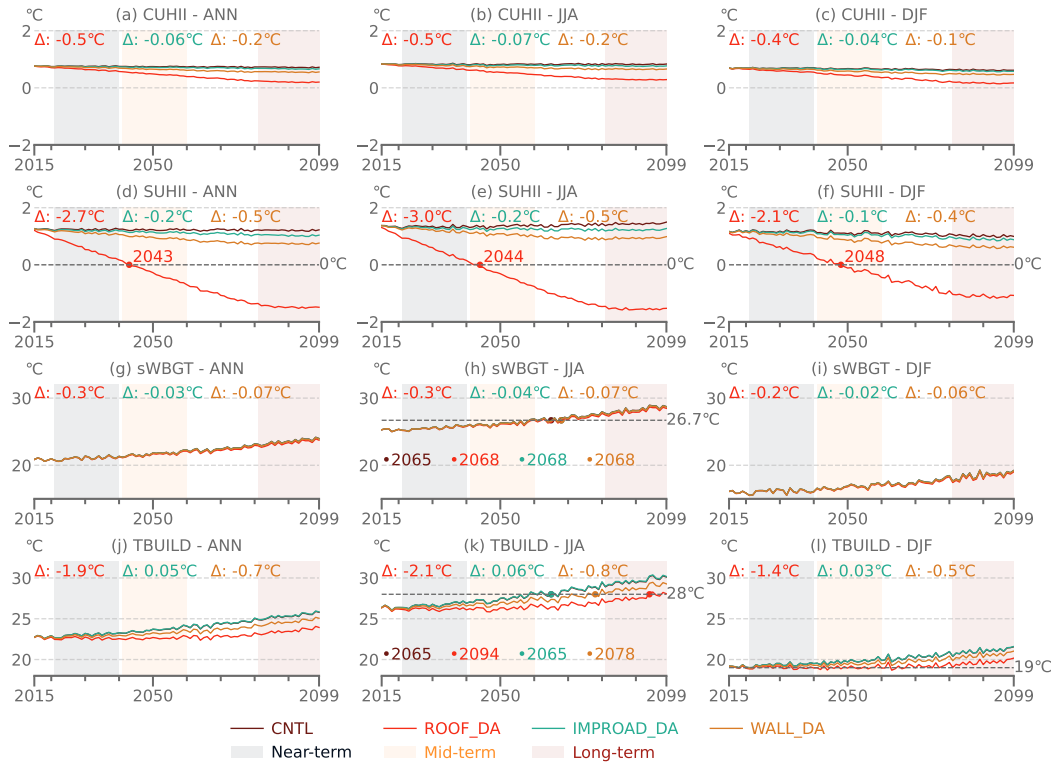 ℃ (a) CUHII - ANN ℃ (b) CUHII - JJA ℃ (c) CUHII - DJF
2 Δ: -0.5℃ Δ: -0.06℃ Δ: -0.2℃ 2 Δ: -0.5℃ Δ: -0.07℃ Δ: -0.2℃ 2 Δ: -0.4℃ Δ: -0.04℃ Δ: -0.1℃
0 0 0
−2 −2 −2
2015 2050 2099 2015 2050 2099 2015 2050 2099
℃ (d) SUHII - ANN ℃ (e) SUHII - JJA ℃ (f) SUHII - DJF
2 Δ: -2.7℃ Δ: -0.2℃ Δ: -0.5℃ 2 Δ: -3.0℃ Δ: -0.2℃ Δ: -0.5℃ 2 Δ: -2.1℃ Δ: -0.1℃ Δ: -0.4℃
2043 2044 2048
0 0℃ 0 0℃ 0 0℃
−2 −2 −2
2015 2050 2099 2015 2050 2099 2015 2050 2099
℃ (g) sWBGT - ANN ℃ (h) sWBGT - JJA ℃ (i) sWBGT - DJF
30 Δ: -0.3℃ Δ: -0.03℃ Δ: -0.07℃ 30 Δ: -0.3℃ Δ: -0.04℃ Δ: -0.07℃ 30 Δ: -0.2℃ Δ: -0.02℃ Δ: -0.06℃
26.7℃
20 20 2065 2068 2068 2068 20
2015 2050 2099 2015 2050 2099 2015 2050 2099
℃ (j) TBUILD - ANN ℃ (k) TBUILD - JJA ℃ (l) TBUILD - DJF
30 Δ: -1.9℃ Δ: 0.05℃ Δ: -0.7℃ 30 Δ: -2.1℃ Δ: 0.06℃ Δ: -0.8℃ 30 Δ: -1.4℃ Δ: 0.03℃ Δ: -0.5℃
28℃
25 25 25
20 20 2065 2094 2065 2078 20 19℃
2015 2050 2099 2015 2050 2099 2015 2050 2099
CNTL ROOF_DA IMPROAD_DA WALL_DA
Near-term Mid-term Long-term